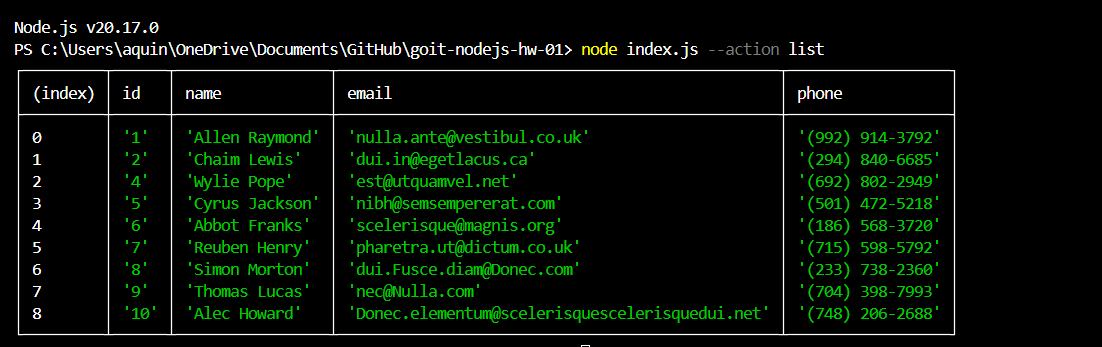 Node.js v20.17.0
PS C:\Users\aquin\OneDrive\Documents\GitHub\goit-nodejs-hw-01> node index.js --action list
(index) id name email phone
0 '1' 'Allen Raymond' 'nulla.ante@vestibul.co.uk' '(992) 914-3792'
1 '2' 'Chaim Lewis' 'dui.in@egetlacus.ca' '(294) 840-6685'
2 '4' 'Wylie Pope' 'est@utquamvel.net' '(692) 802-2949'
3 '5' 'Cyrus Jackson' 'nibh@semsempererat.com' '(501) 472-5218'
4 '6' 'Abbot Franks' 'scelerisque@magnis.org' '(186) 568-3720'
5 '7' 'Reuben Henry' 'pharetra.ut@dictum.co.uk' '(715) 598-5792'
6 '8' 'Simon Morton' 'dui.Fusce.diam@Donec.com' '(233) 738-2360'
7 '9' 'Thomas Lucas' 'nec@Nulla.com' '(704) 398-7993'
8 '10' 'Alec Howard' 'Donec.elementum@scelerisquescelerisquedui.net' '(748) 206-2688'